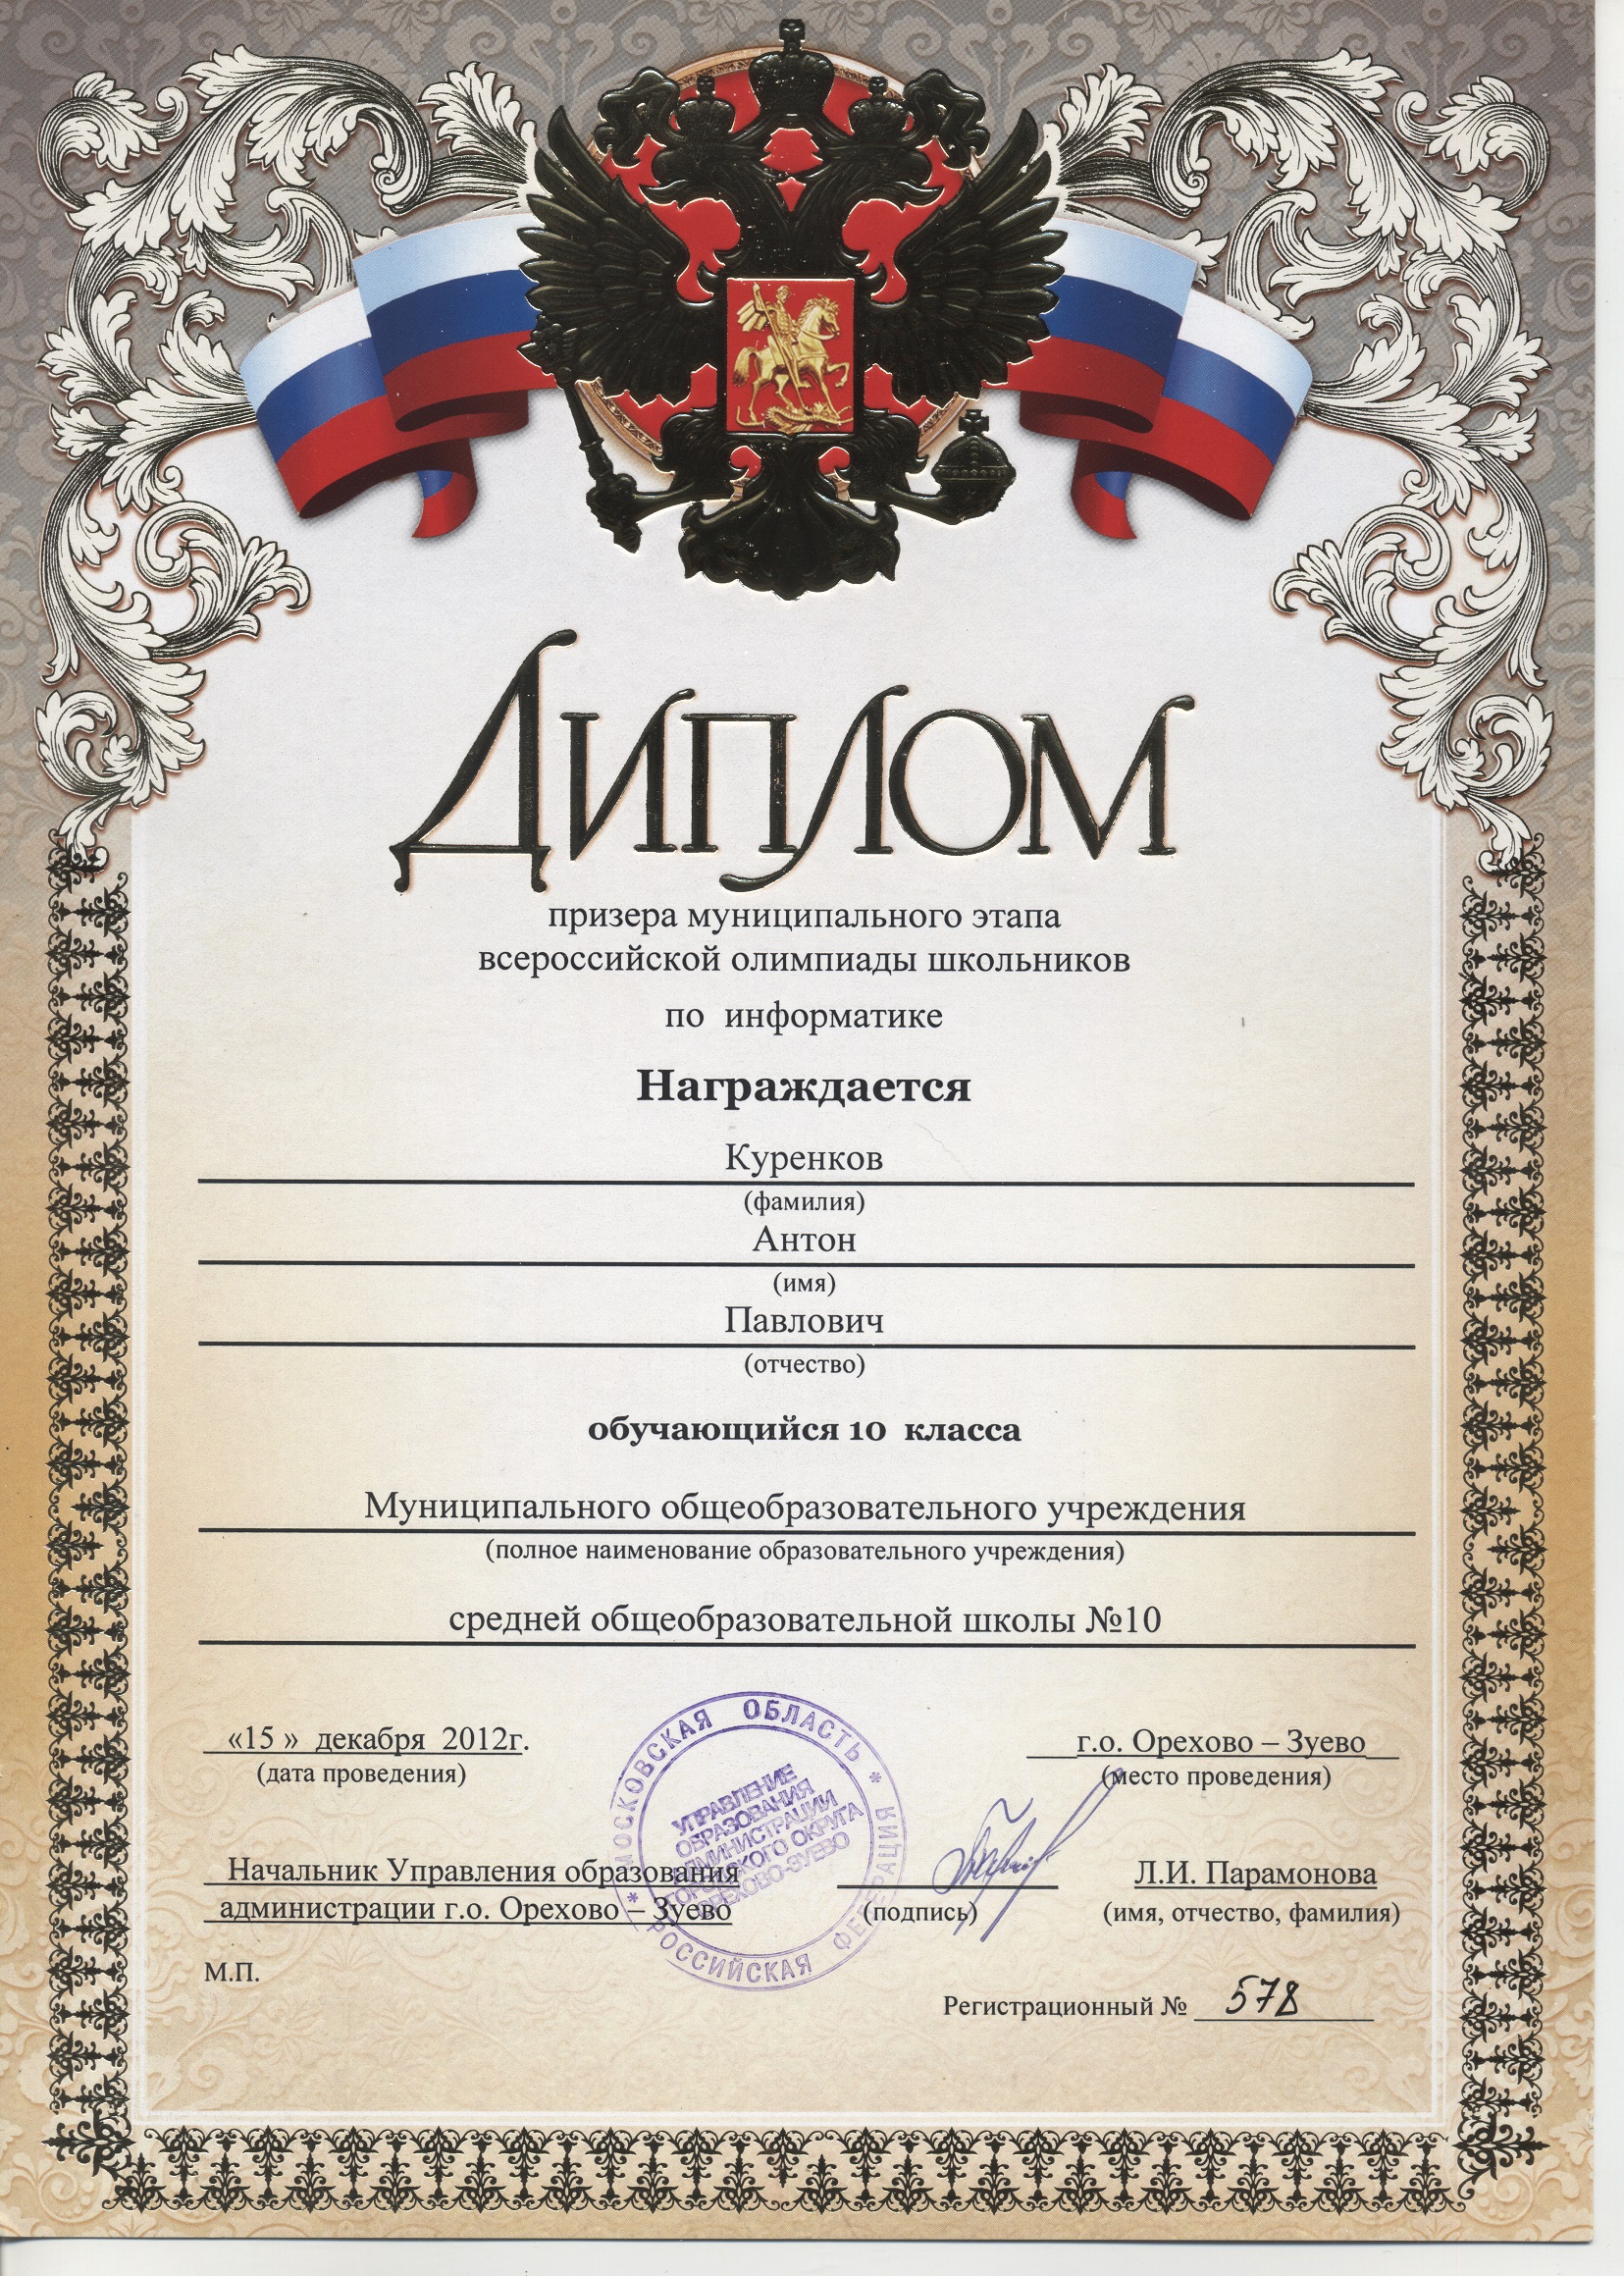 Диплом
призера муниципального этапа
всероссийской олимпиады школьников
по информатике
Награждается
Куренков
(фамилия)
Антон
(имя)
Павлович
(отчество)
обучающийся 10 класса
Муниципального общеобразовательного учреждения
(полное наименование образовательного учреждения)
средней общеобразовательной школы №10
«15 » декабря 2012г.
(дата проведения)
г.о. Орехово – Зуево
(место проведения)
МОСКОВСКАЯ ОБЛАСТЬ * РОССИЙСКАЯ ФЕДЕРАЦИЯ *
УПРАВЛЕНИЕ
ОБРАЗОВАНИЯ
АДМИНИСТРАЦИИ
ГОРОДСКОГО ОКРУГА
ОРЕХОВО-ЗУЕВО
Начальник Управления образования
администрации г.о. Орехово – Зуево
(подпись)
Л.И. Парамонова
(имя, отчество, фамилия)
М.П.
Регистрационный № 578